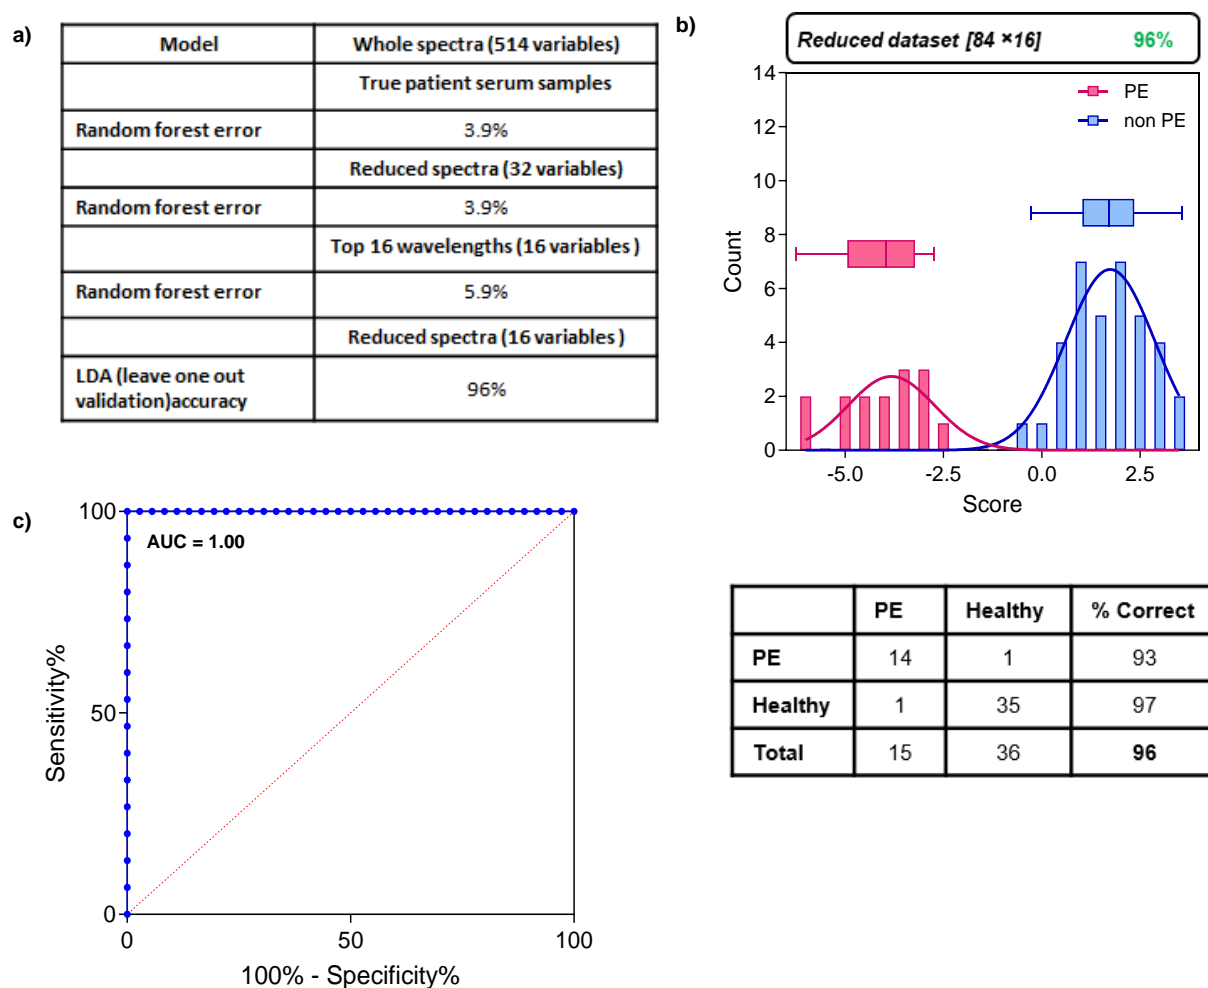 a)
Model Whole spectra (514 variables)
True patient serum samples
Random forest error 3.9%
Reduced spectra (32 variables)
Random forest error 3.9%
Top 16 wavelengths (16 variables )
Random forest error 5.9%
Reduced spectra (16 variables )
LDA (leave one out
validation)accuracy 96%
b)
Reduced dataset [84 ×16] 96%
14
12
10
8
6
4
2
0
Count
PE
non PE
-5.0 -2.5 0.0 2.5
Score
c)
100
50
0
Sensitivity%
AUC = 1.00
0 50 100
100% - Specificity%
PE Healthy % Correct
PE 14 1 93
Healthy 1 35 97
Total 15 36 96